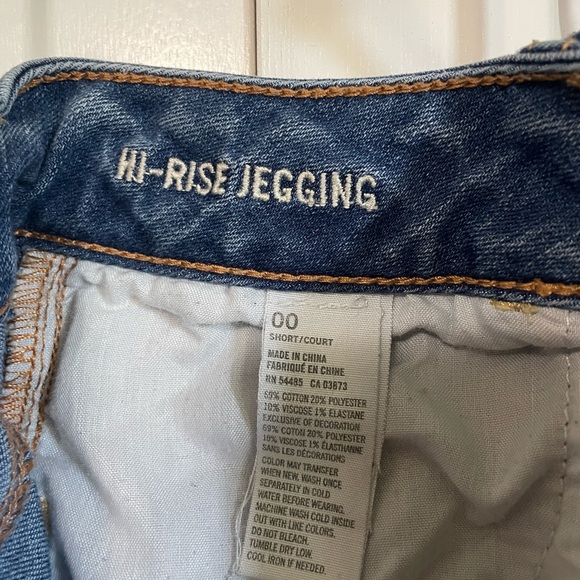 HI-RISE JEGGING
00
SHORT/COURT
MADE IN CHINA
FABRIQUÉ EN CHINE
RN 54485 CA 03673
69% COTTON 20% POLYESTER
10% VISCOSE 1% ELASTANE
EXCLUSIVE OF DECORATION
69% COTON 20% POLYESTER
10% VISCOSE 1% ÉLASTHANNE
SANS LES DÉCORATIONS
COLOR MAY TRANSFER
WHEN NEW. WASH ONCE
SEPARATELY IN COLD
WATER BEFORE WEARING.
MACHINE WASH COLD INSIDE
OUT WITH LIKE COLORS.
DO NOT BLEACH.
TUMBLE DRY LOW.
COOL IRON IF NEEDED.